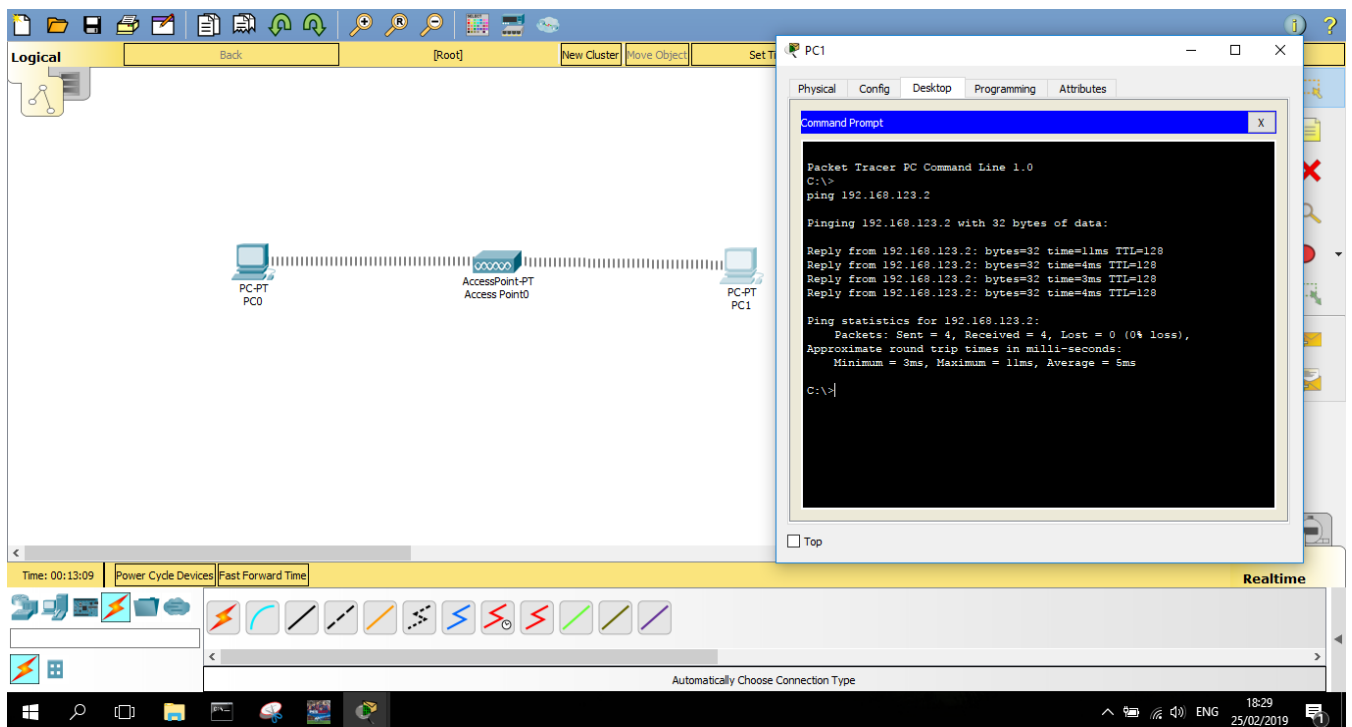 i ?
Logical Back [Root] New Cluster Move Object
PC1
Physical Config Desktop Programming Attributes
Command Prompt X
Packet Tracer PC Command Line 1.0
C:\>
ping 192.168.123.2
Pinging 192.168.123.2 with 32 bytes of data:
Reply from 192.168.123.2: bytes=32 time=11ms TTL=128
Reply from 192.168.123.2: bytes=32 time=4ms TTL=128
Reply from 192.168.123.2: bytes=32 time=3ms TTL=128
Reply from 192.168.123.2: bytes=32 time=4ms TTL=128
Ping statistics for 192.168.123.2:
Packets: Sent = 4, Received = 4, Lost = 0 (0% loss),
Approximate round trip times in milli-seconds:
Minimum = 3ms, Maximum = 11ms, Average = 5ms
C:\>
Top
PC-PT
PC0
AccessPoint-PT
Access Point0
PC-PT
PC1
Time: 00:13:09 Power Cycle Devices Fast Forward Time Realtime
Automatically Choose Connection Type
ENG 18:29
25/02/2019